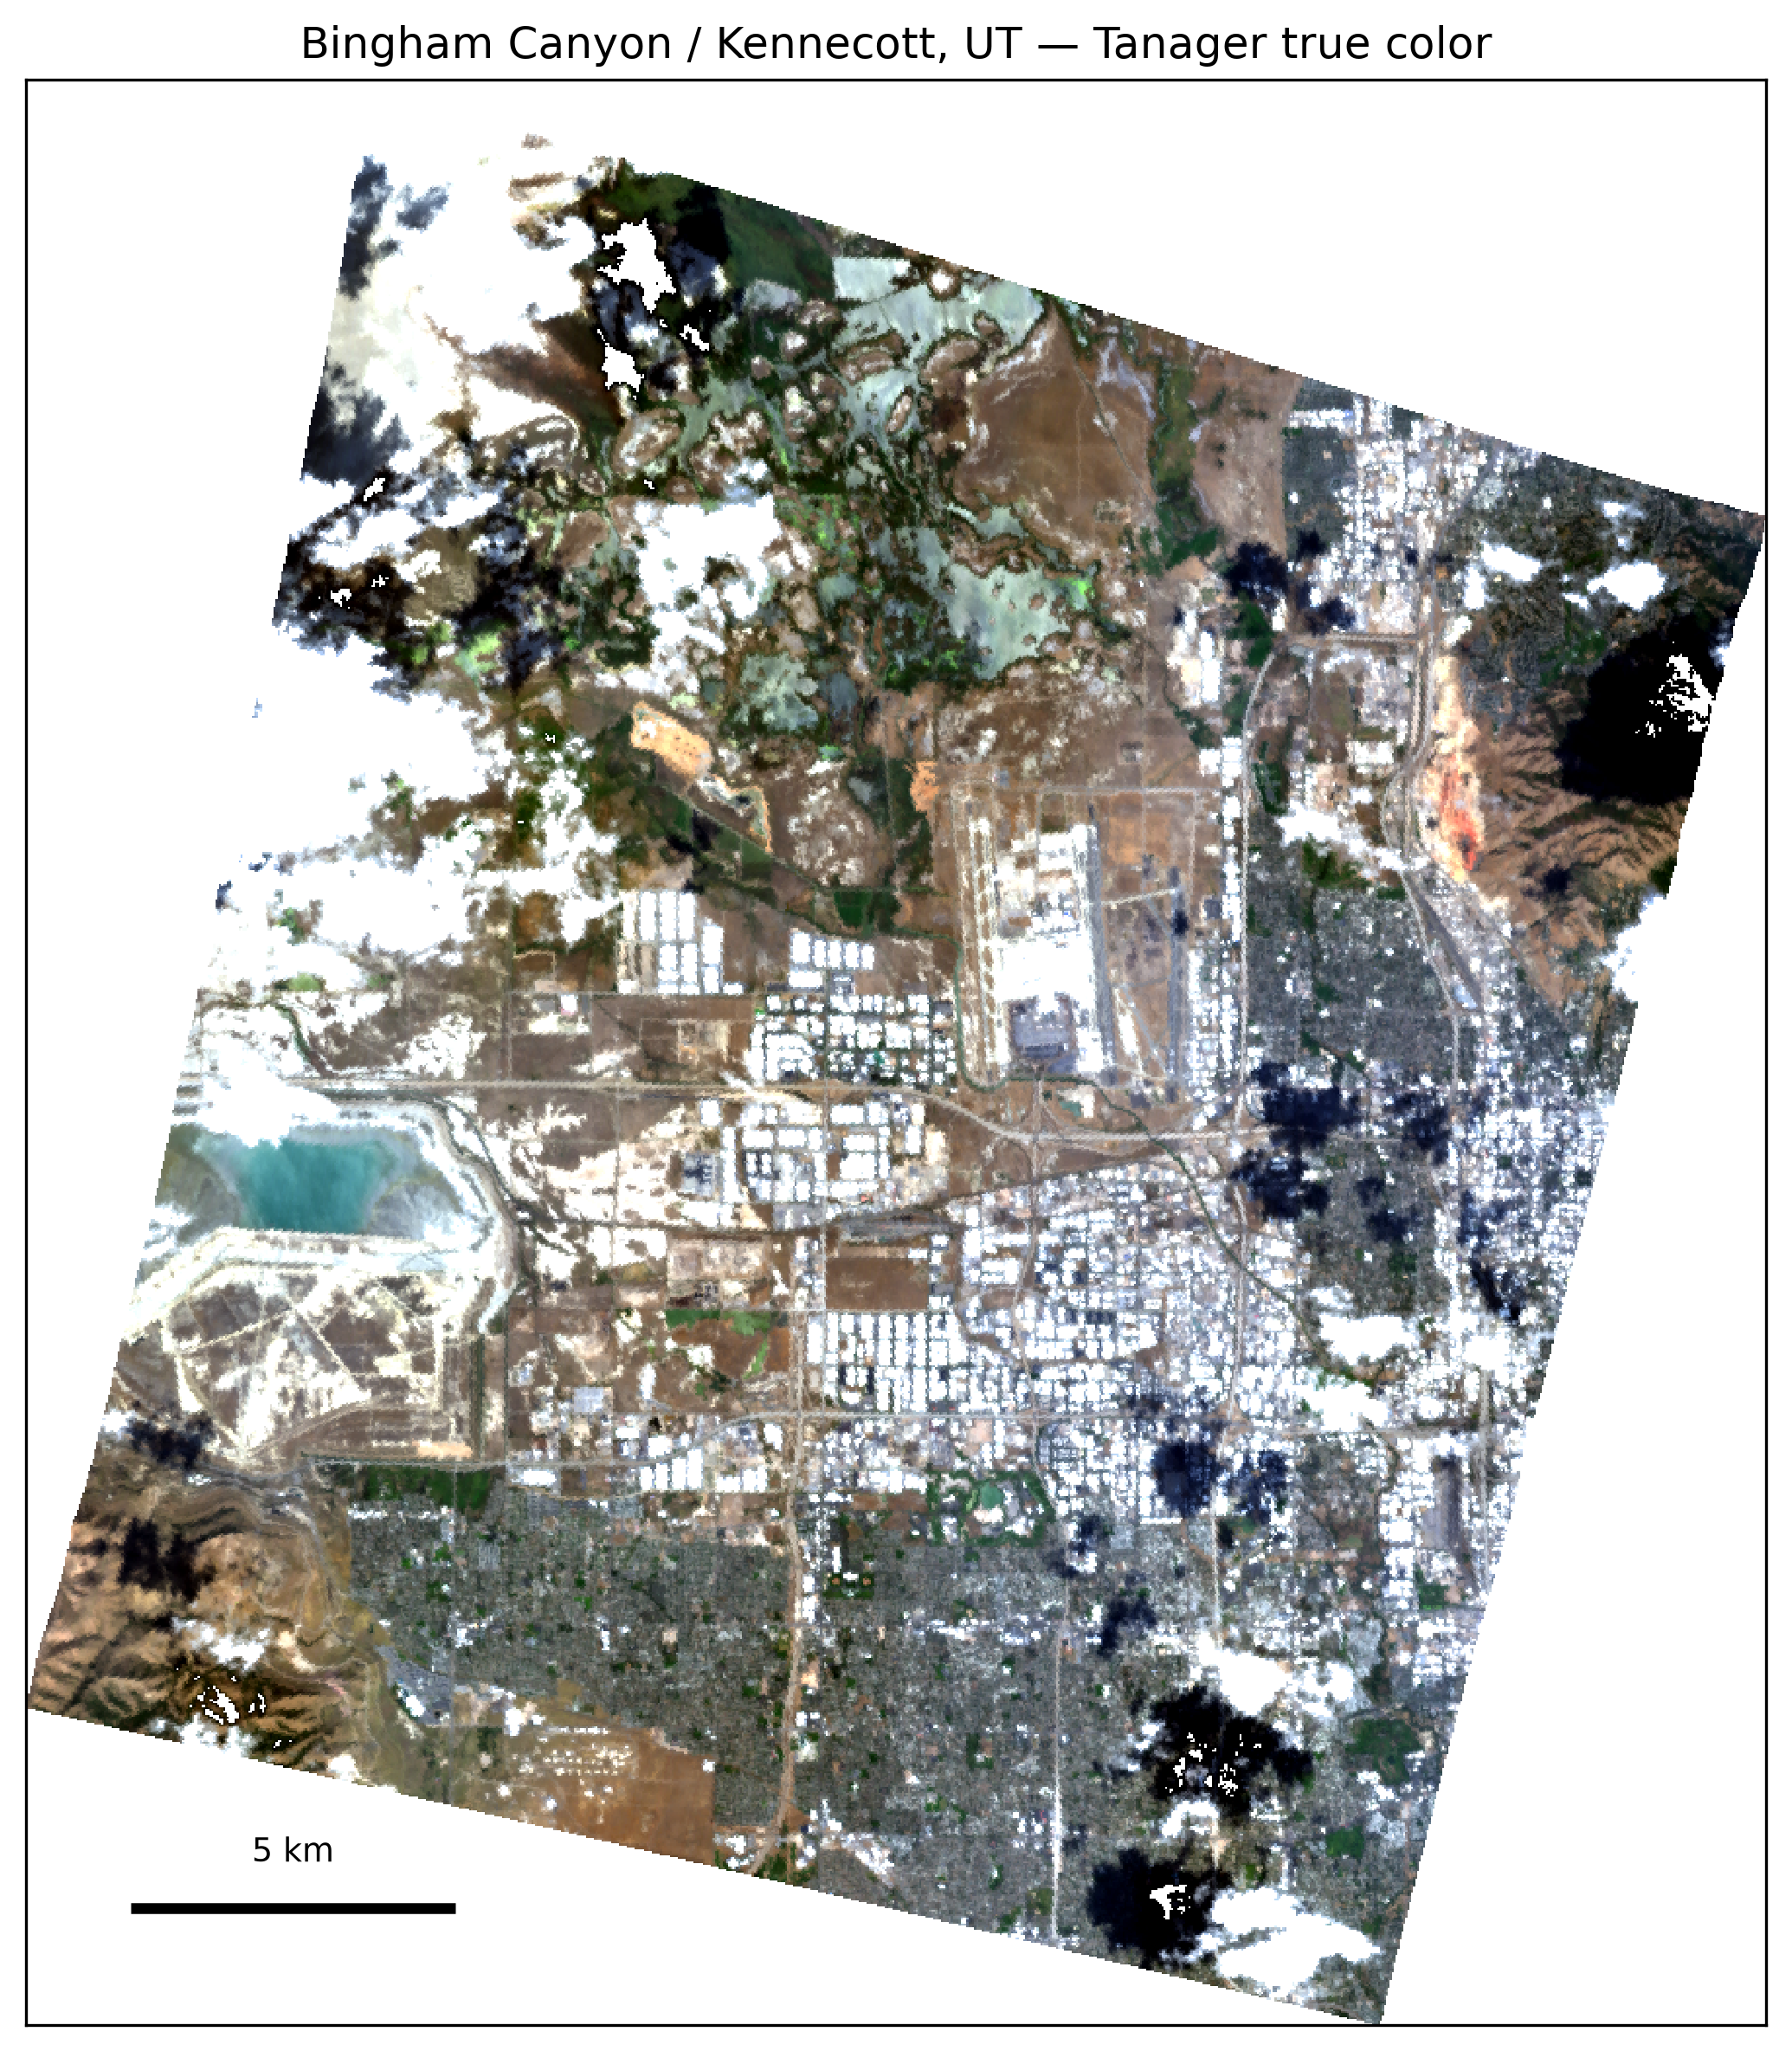 Bingham Canyon / Kennecott, UT — Tanager true color
5 km